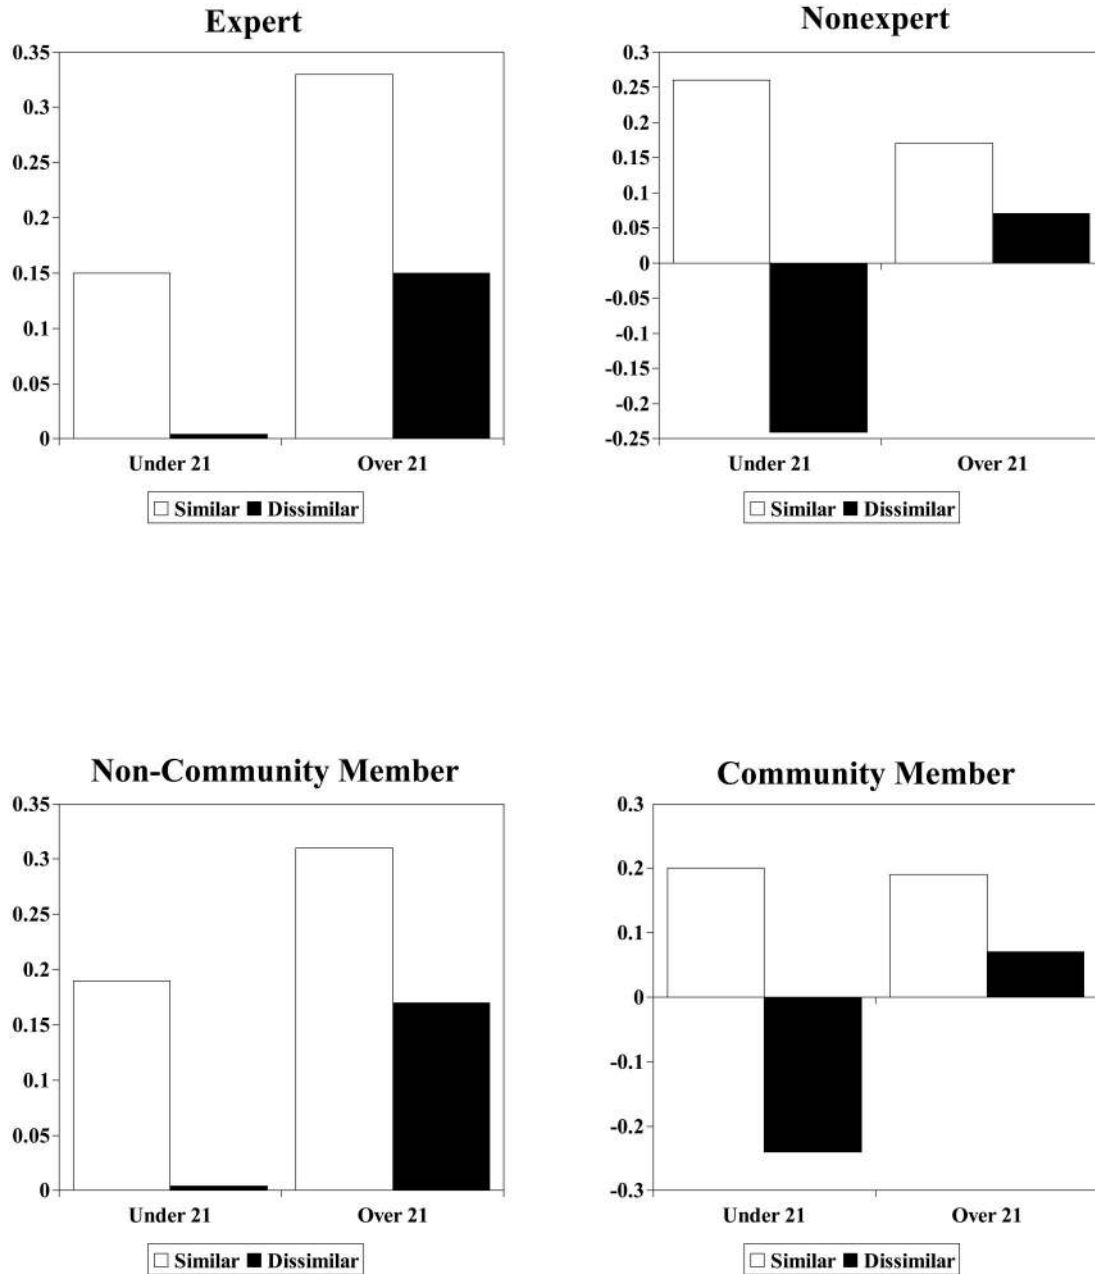 Expert
0.35
0.3
0.25
0.2
0.15
0.1
0.05
0
Under 21
Over 21
Similar Dissimilar
Nonexpert
0.3
0.25
0.2
0.15
0.1
0.05
0
-0.05
-0.1
-0.15
-0.2
-0.25
Under 21
Over 21
Similar Dissimilar
Non-Community Member
0.35
0.3
0.25
0.2
0.15
0.1
0.05
0
Under 21
Over 21
Similar Dissimilar
Community Member
0.3
0.2
0.1
0
-0.1
-0.2
-0.3
Under 21
Over 21
Similar Dissimilar